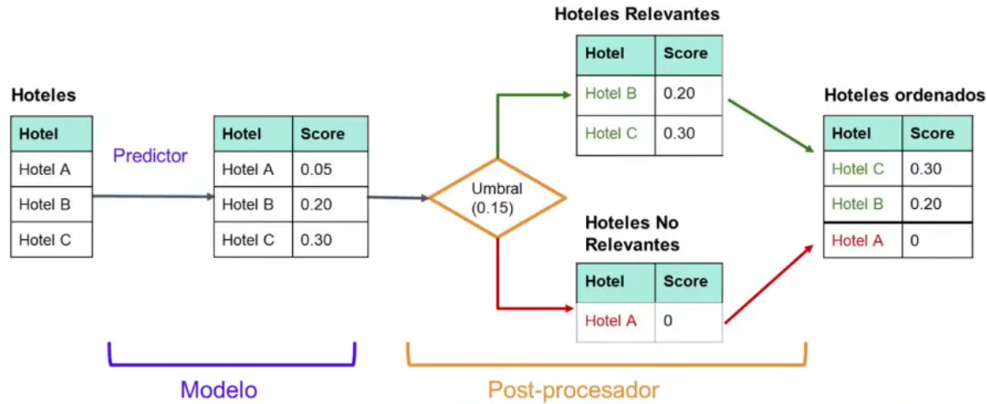 Hoteles
Hotel
Hotel A
Hotel B
Hotel C
Predictor
Hotel Score
Hotel A 0.05
Hotel B 0.20
Hotel C 0.30
Modelo
Umbral
(0.15)
Hoteles Relevantes
Hotel Score
Hotel B 0.20
Hotel C 0.30
Hoteles No
Relevantes
Hotel Score
Hotel A 0
Post-procesador
Hoteles ordenados
Hotel Score
Hotel C 0.30
Hotel B 0.20
Hotel A 0